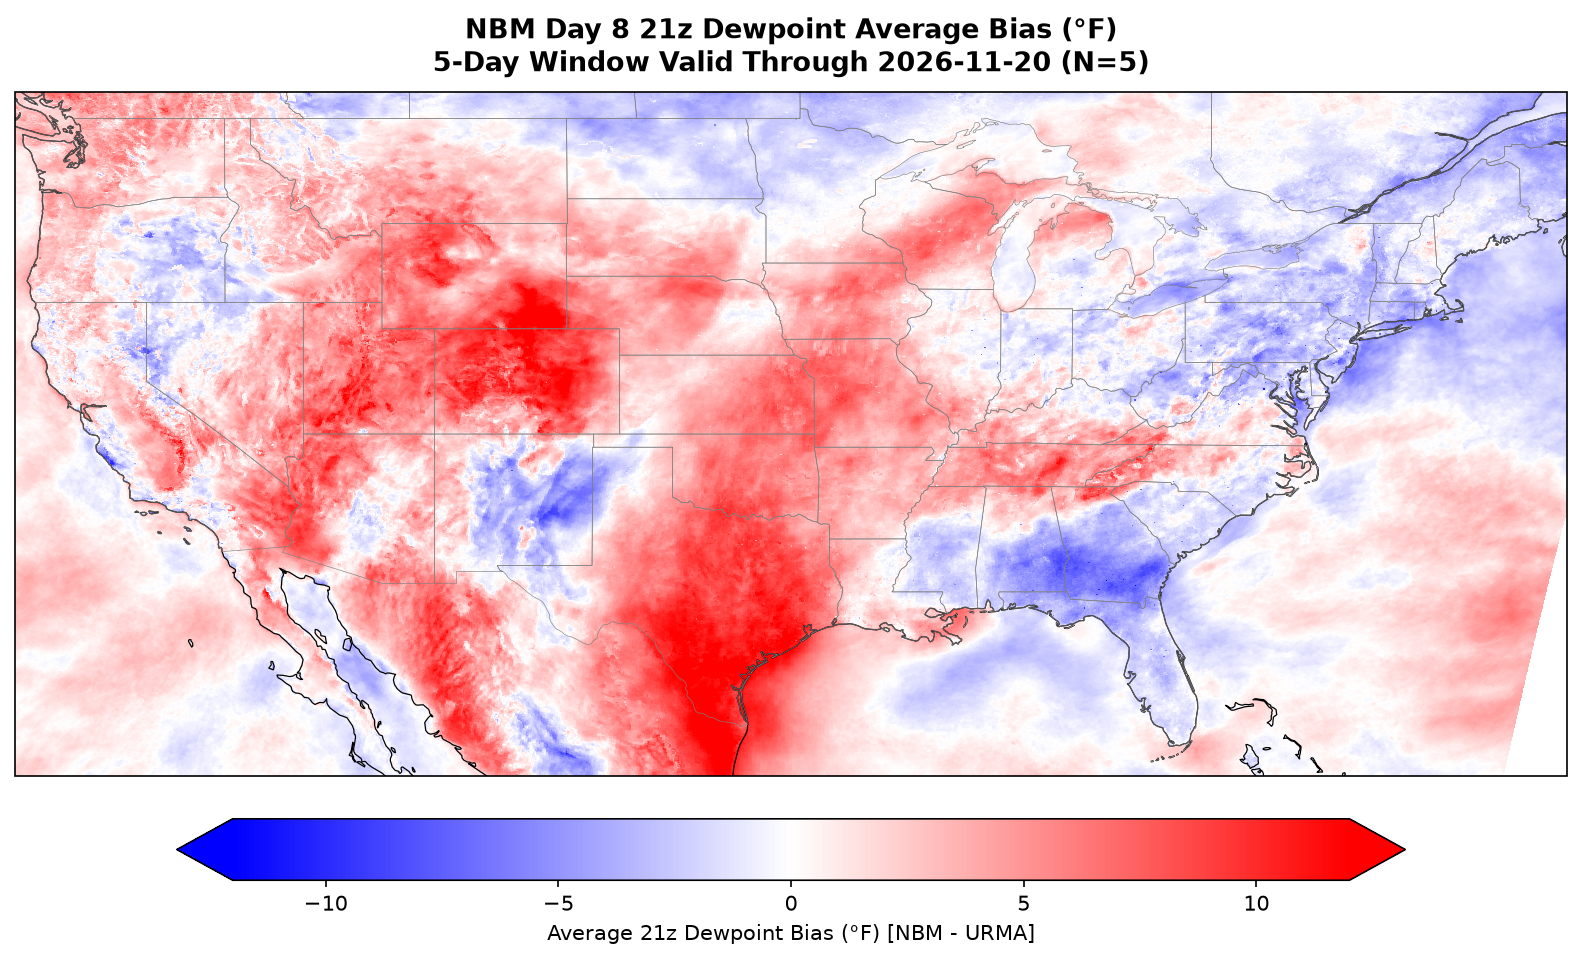 NBM Day 8 21z Dewpoint Average Bias (°F)
5-Day Window Valid Through 2026-11-20 (N=5)
−10 −5 0 5 10
Average 21z Dewpoint Bias (°F) [NBM - URMA]